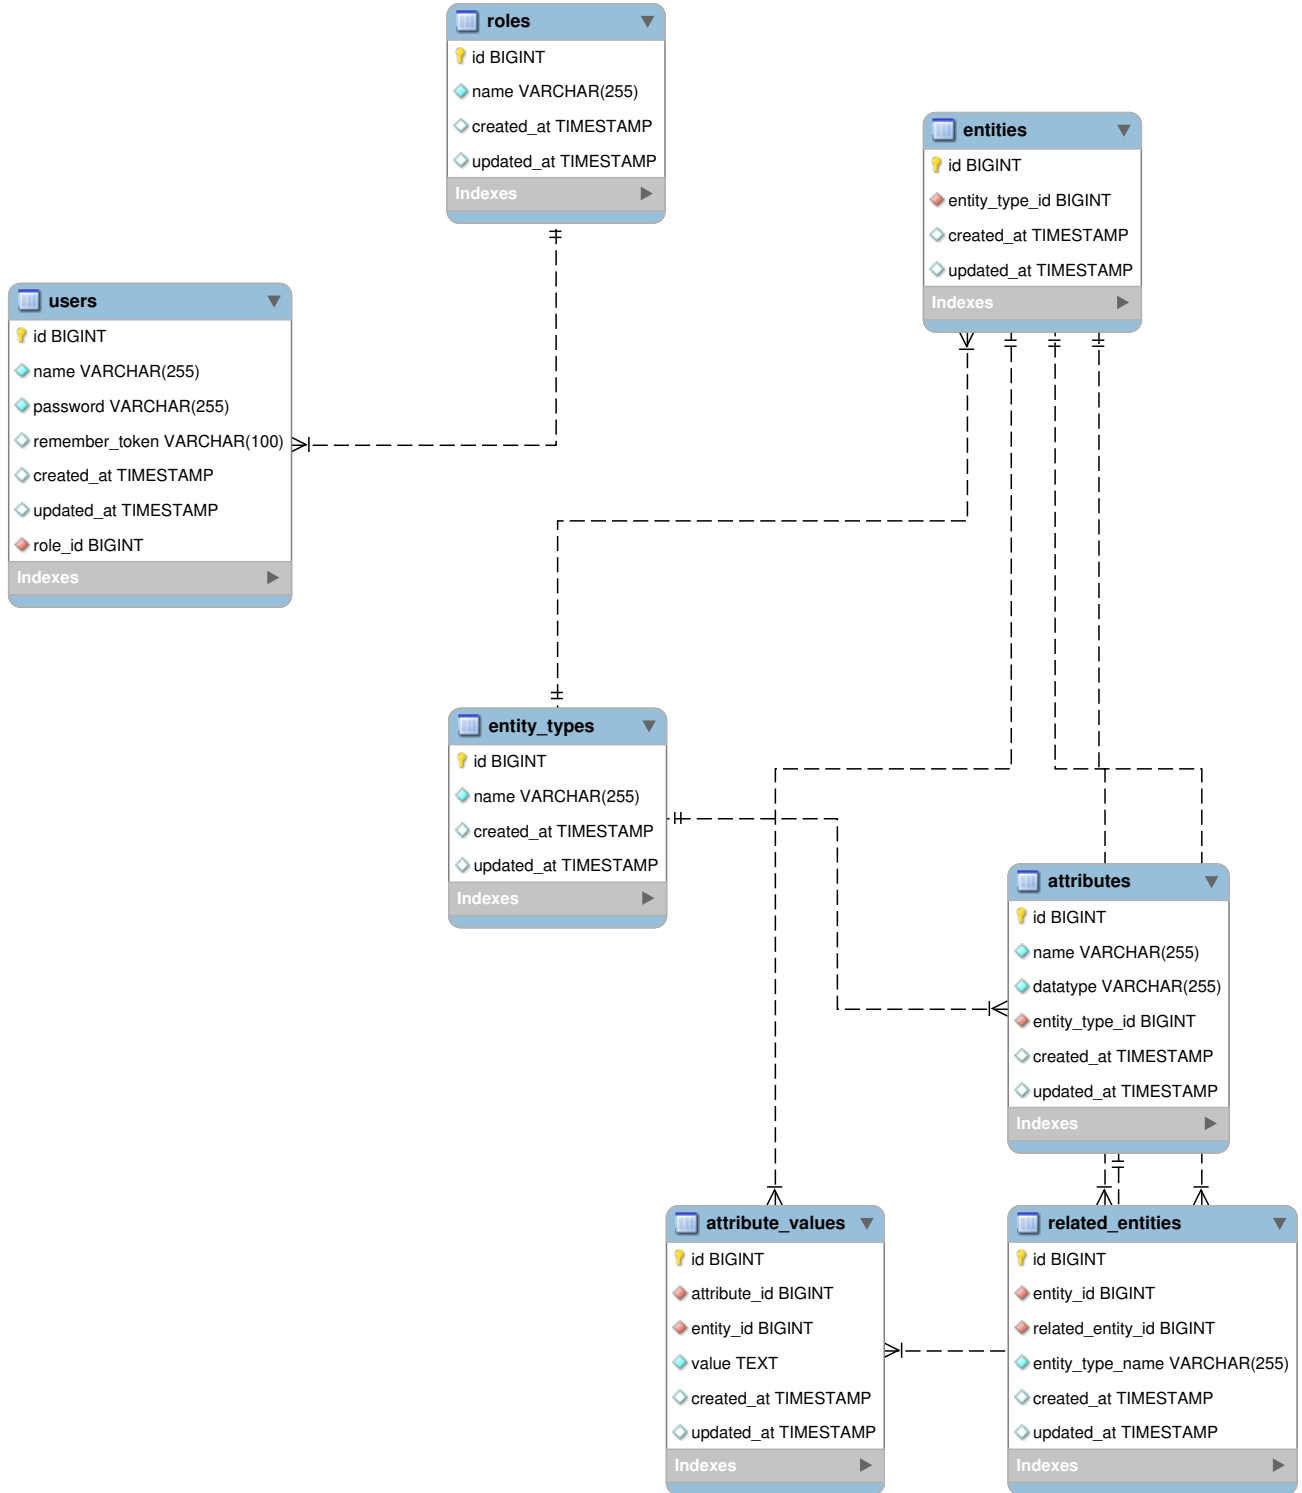 roles
id BIGINT
name VARCHAR(255)
created_at TIMESTAMP
updated_at TIMESTAMP
Indexes
entities
id BIGINT
entity_type_id BIGINT
created_at TIMESTAMP
updated_at TIMESTAMP
Indexes
users
id BIGINT
name VARCHAR(255)
password VARCHAR(255)
remember_token VARCHAR(100)
created_at TIMESTAMP
updated_at TIMESTAMP
role_id BIGINT
Indexes
entity_types
id BIGINT
name VARCHAR(255)
created_at TIMESTAMP
updated_at TIMESTAMP
Indexes
attributes
id BIGINT
name VARCHAR(255)
datatype VARCHAR(255)
entity_type_id BIGINT
created_at TIMESTAMP
updated_at TIMESTAMP
Indexes
attribute_values
id BIGINT
attribute_id BIGINT
entity_id BIGINT
value TEXT
created_at TIMESTAMP
updated_at TIMESTAMP
Indexes
related_entities
id BIGINT
entity_id BIGINT
related_entity_id BIGINT
entity_type_name VARCHAR(255)
created_at TIMESTAMP
updated_at TIMESTAMP
Indexes